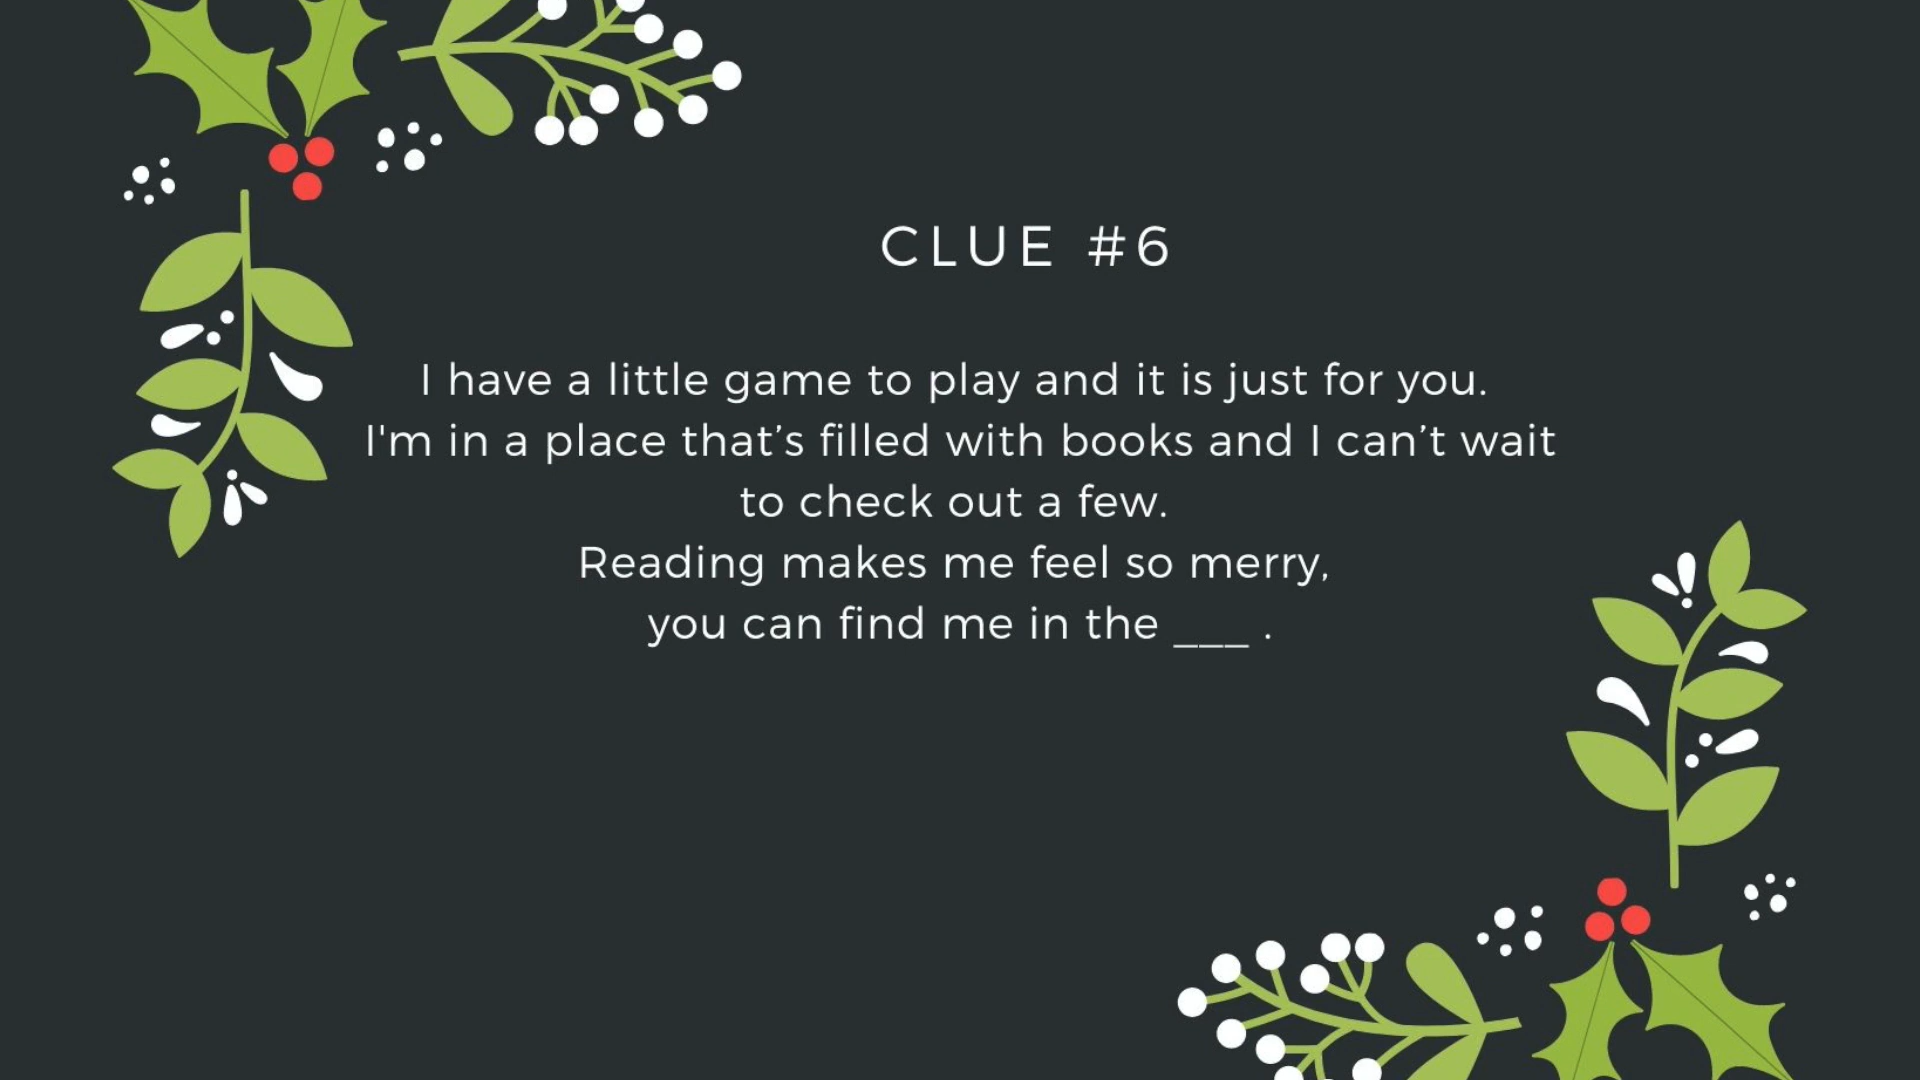 CLUE #6
I have a little game to play and it is just for you.
I'm in a place that’s filled with books and I can’t wait
to check out a few.
Reading makes me feel so merry,
you can find me in the ___ .